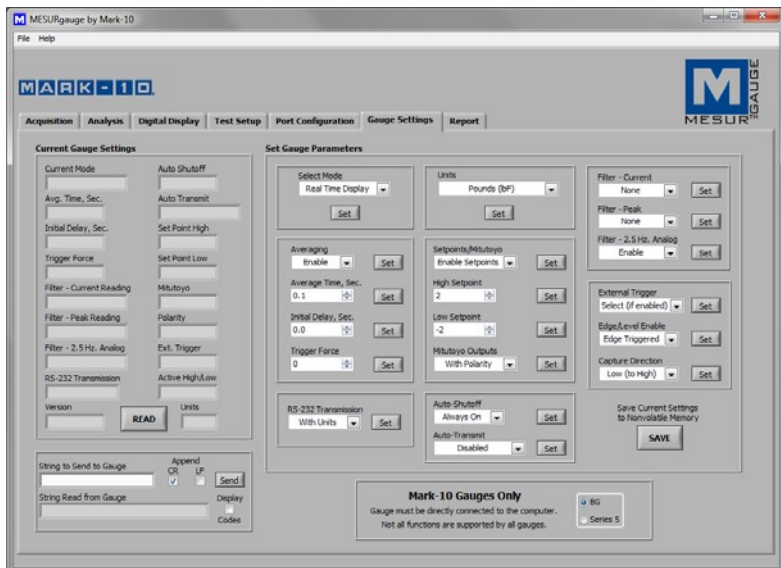 MESURgauge by Mark-10
File Help
MARK-10
MESURGAUGE
Acquisition Analysis Digital Display Test Setup Port Configuration Gauge Settings Report
Current Gauge Settings
Current Mode Auto Shutoff
Avg. Time, Sec. Auto Transmit
Initial Delay, Sec. Set Point High
Trigger Force Set Point Low
Filter - Current Reading Mitutoyo
Filter - Peak Reading Polarity
Filter - 2.5 Hz. Analog Ext. Trigger
RS-232 Transmission Active High/Low
Version READ Units
String to Send to Gauge Append
CR LF
Send
String Read from Gauge Display
Codes
Set Gauge Parameters
Select Mode
Real Time Display
Set
Units
Pounds (lbF)
Set
Averaging
Enable Set
Average Time, Sec.
0.1 Set
Initial Delay, Sec.
0.0 Set
Trigger Force
0 Set
Setpoints/Mitutoyo
Enable Setpoints Set
High Setpoint
2 Set
Low Setpoint
-2 Set
Mitutoyo Outputs
With Polarity Set
RS-232 Transmission
With Units Set
Auto-Shutoff
Always On Set
Auto-Transmit
Disabled Set
Filter - Current
None Set
Filter - Peak
None Set
Filter - 2.5 Hz. Analog
Enable Set
External Trigger
Select (if enabled) Set
Edge/Level Enable
Edge Triggered Set
Capture Direction
Low (to High) Set
Save Current Settings
to Nonvolatile Memory
SAVE
Mark-10 Gauges Only
Gauge must be directly connected to the computer.
Not all functions are supported by all gauges.
BG
Series 5